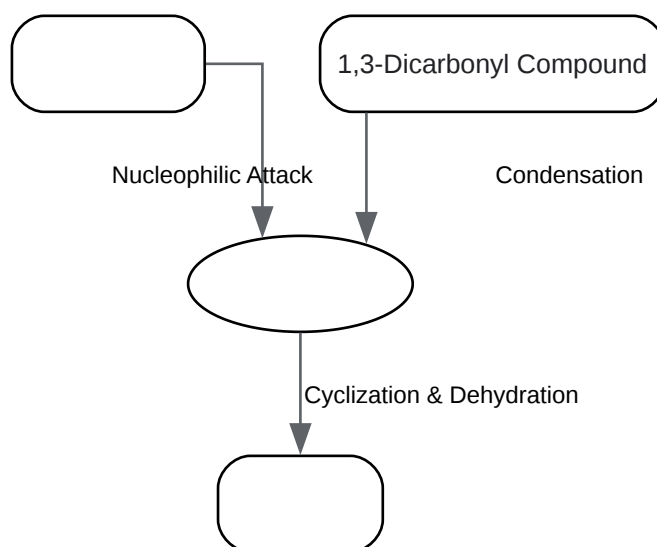 1,3-Dicarbonyl Compound
Nucleophilic Attack
Condensation
Cyclization & Dehydration